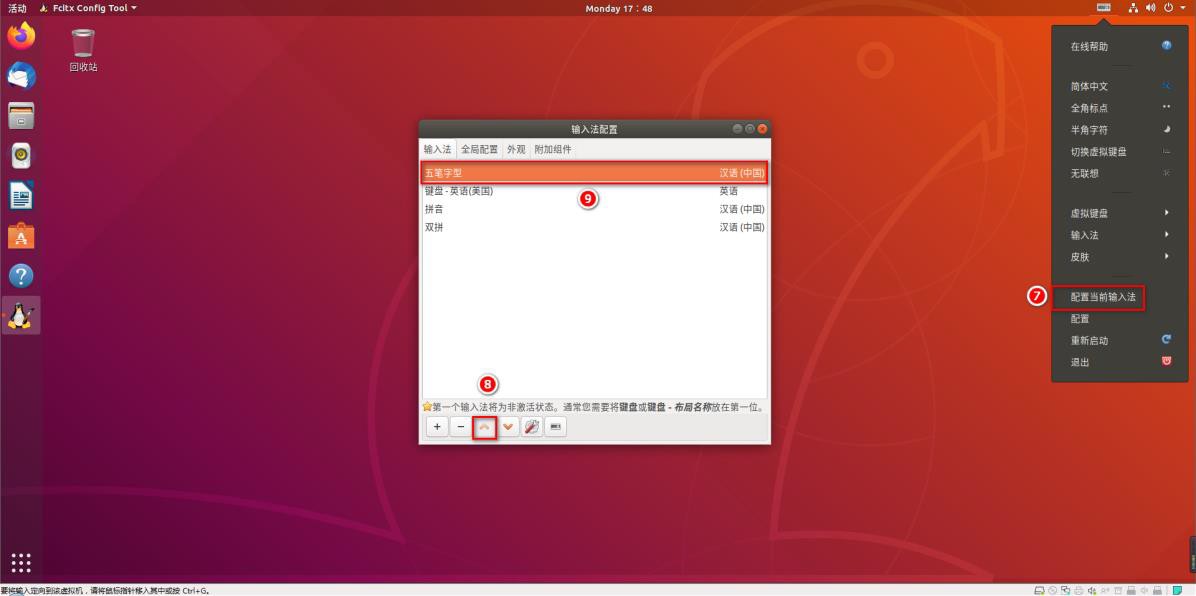 活动 Fcitx Config Tool
Monday 17：48
回收站
输入法配置
输入法 全局配置 外观 附加组件
五笔字型 汉语 (中国)
键盘 - 英语(美国) 英语
拼音 汉语 (中国)
双拼 汉语 (中国)
9
8
第一个输入法将为非激活状态。通常您需要将键盘或键盘 - 布局名称放在第一位。
在线帮助
简体中文
全角标点
半角字符
切换虚拟键盘
无联想
虚拟键盘
输入法
皮肤
7
配置当前输入法
配置
重新启动
退出
要将输入定向到该虚拟机，请将鼠标指针移入其中或按 Ctrl+G。